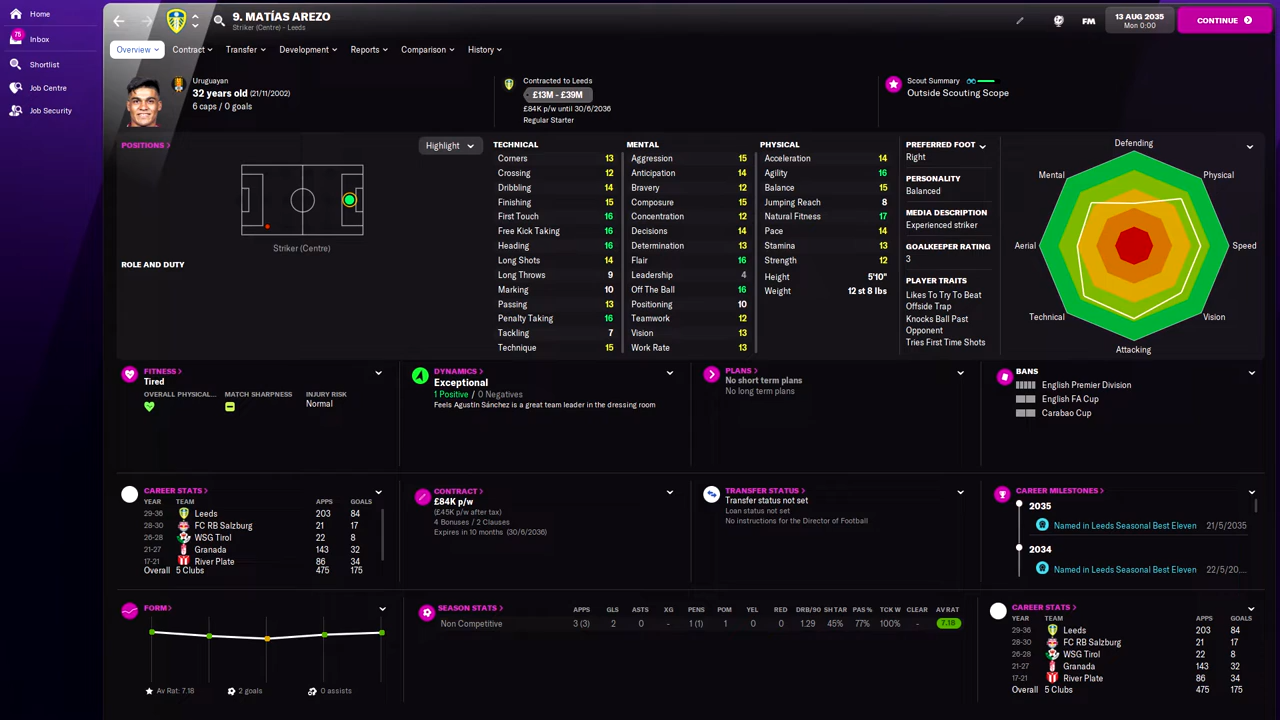 Home
75
Inbox
Shortlist
Job Centre
Job Security
9. MATÍAS AREZO
Striker (Centre) - Leeds
FM
13 AUG 2035
Mon 0:00
CONTINUE
Overview
Contract
Transfer
Development
Reports
Comparison
History
Uruguayan
32 years old (21/11/2002)
6 caps / 0 goals
Contracted to Leeds
£13M - £39M
£84K p/w until 30/6/2036
Regular Starter
Scout Summary
Outside Scouting Scope
POSITIONS
Striker (Centre)
ROLE AND DUTY
Highlight
TECHNICAL
Corners 13
Crossing 12
Dribbling 14
Finishing 15
First Touch 16
Free Kick Taking 16
Heading 16
Long Shots 14
Long Throws 9
Marking 10
Passing 13
Penalty Taking 16
Tackling 7
Technique 15
MENTAL
Aggression 15
Anticipation 14
Bravery 12
Composure 15
Concentration 12
Decisions 14
Determination 13
Flair 16
Leadership 4
Off The Ball 16
Positioning 10
Teamwork 12
Vision 13
Work Rate 13
PHYSICAL
Acceleration 14
Agility 16
Balance 15
Jumping Reach 8
Natural Fitness 17
Pace 14
Stamina 13
Strength 12
Height 5'10"
Weight 12 st 8 lbs
PREFERRED FOOT
Right
PERSONALITY
Balanced
MEDIA DESCRIPTION
Experienced striker
GOALKEEPER RATING
3
PLAYER TRAITS
Likes To Try To Beat
Offside Trap
Knocks Ball Past
Opponent
Tries First Time Shots
Defending
Physical
Speed
Vision
Attacking
Technical
Aerial
Mental
FITNESS
Tired
OVERALL PHYSICAL... MATCH SHARPNESS INJURY RISK
Normal
DYNAMICS
Exceptional
1 Positive / 0 Negatives
Feels Agustín Sánchez is a great team leader in the dressing room
PLANS
No short term plans
No long term plans
BANS
English Premier Division
English FA Cup
Carabao Cup
CAREER STATS
YEAR TEAM APPS GOALS
29-36 Leeds 203 84
28-30 FC RB Salzburg 21 17
26-28 WSG Tirol 22 8
21-27 Granada 143 32
17-21 River Plate 86 34
Overall 5 Clubs 475 175
CONTRACT
£84K p/w
(£45K p/w after tax)
4 Bonuses / 2 Clauses
Expires in 10 months (30/6/2036)
TRANSFER STATUS
Transfer status not set
Loan status not set
No instructions for the Director of Football
CAREER MILESTONES
2035
Named in Leeds Seasonal Best Eleven 21/5/2035
2034
Named in Leeds Seasonal Best Eleven 22/5/20...
FORM
Av Rat: 7.18 2 goals 0 assists
SEASON STATS APPS GLS ASTS XG PENS POM YEL RED DRB/90 SH TAR PAS % TCK W CLEAR AV RAT
Non Competitive 3 (3) 2 0 - 1 (1) 1 0 0 1.29 45% 77% 100% - 7.18
CAREER STATS
YEAR TEAM APPS GOALS
29-36 Leeds 203 84
28-30 FC RB Salzburg 21 17
26-28 WSG Tirol 22 8
21-27 Granada 143 32
17-21 River Plate 86 34
Overall 5 Clubs 475 175